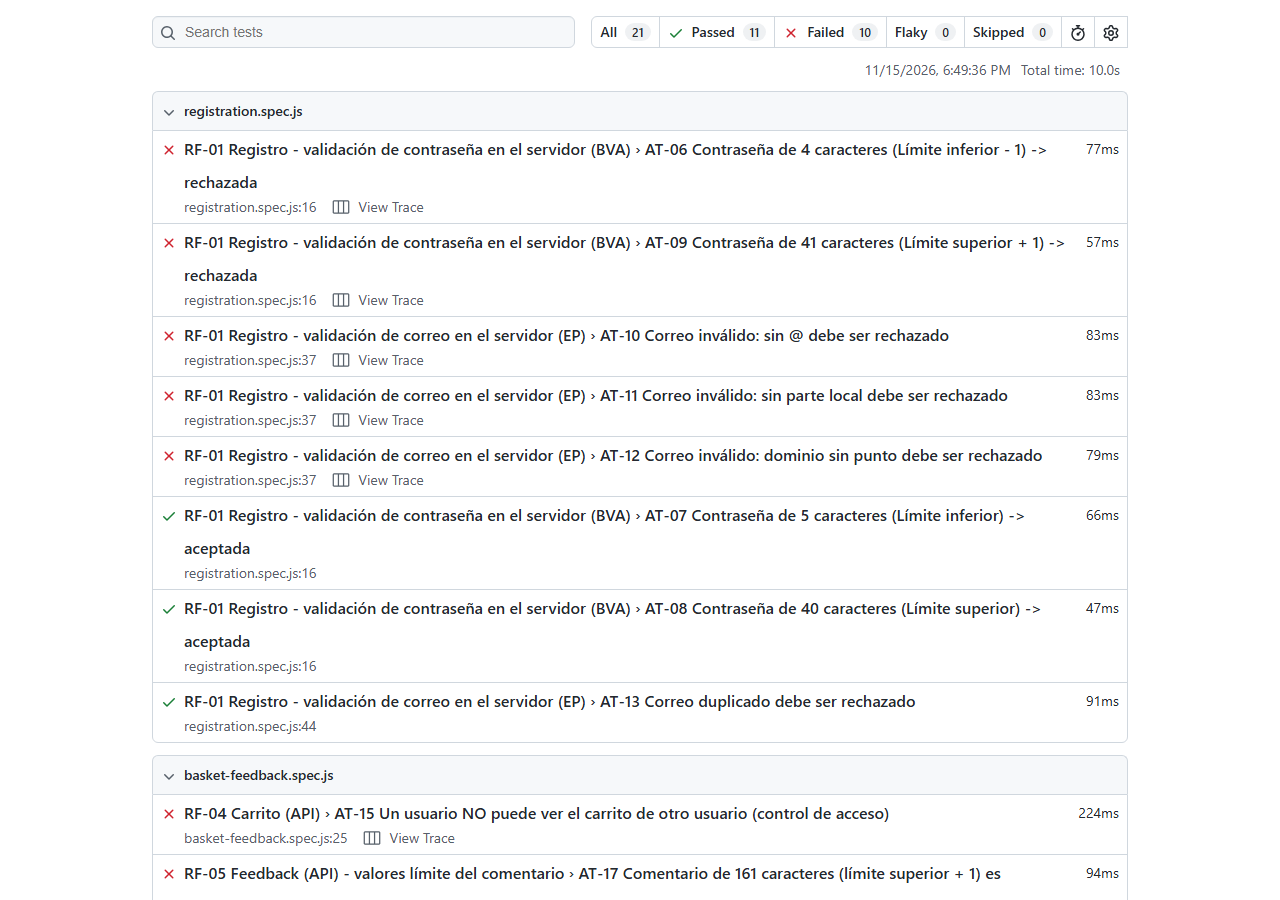 Search tests
All 21
Passed 11
Failed 10
Flaky 0
Skipped 0
11/15/2026, 6:49:36 PM Total time: 10.0s
registration.spec.js
RF-01 Registro - validación de contraseña en el servidor (BVA) › AT-06 Contraseña de 4 caracteres (Límite inferior - 1) -> 77ms
rechazada
registration.spec.js:16 View Trace
RF-01 Registro - validación de contraseña en el servidor (BVA) › AT-09 Contraseña de 41 caracteres (Límite superior + 1) -> 57ms
rechazada
registration.spec.js:16 View Trace
RF-01 Registro - validación de correo en el servidor (EP) › AT-10 Correo inválido: sin @ debe ser rechazado 83ms
registration.spec.js:37 View Trace
RF-01 Registro - validación de correo en el servidor (EP) › AT-11 Correo inválido: sin parte local debe ser rechazado 83ms
registration.spec.js:37 View Trace
RF-01 Registro - validación de correo en el servidor (EP) › AT-12 Correo inválido: dominio sin punto debe ser rechazado 79ms
registration.spec.js:37 View Trace
RF-01 Registro - validación de contraseña en el servidor (BVA) › AT-07 Contraseña de 5 caracteres (Límite inferior) -> 66ms
aceptada
registration.spec.js:16
RF-01 Registro - validación de contraseña en el servidor (BVA) › AT-08 Contraseña de 40 caracteres (Límite superior) -> 47ms
aceptada
registration.spec.js:16
RF-01 Registro - validación de correo en el servidor (EP) › AT-13 Correo duplicado debe ser rechazado 91ms
registration.spec.js:44
basket-feedback.spec.js
RF-04 Carrito (API) › AT-15 Un usuario NO puede ver el carrito de otro usuario (control de acceso) 224ms
basket-feedback.spec.js:25 View Trace
RF-05 Feedback (API) - valores límite del comentario › AT-17 Comentario de 161 caracteres (límite superior + 1) es 94ms